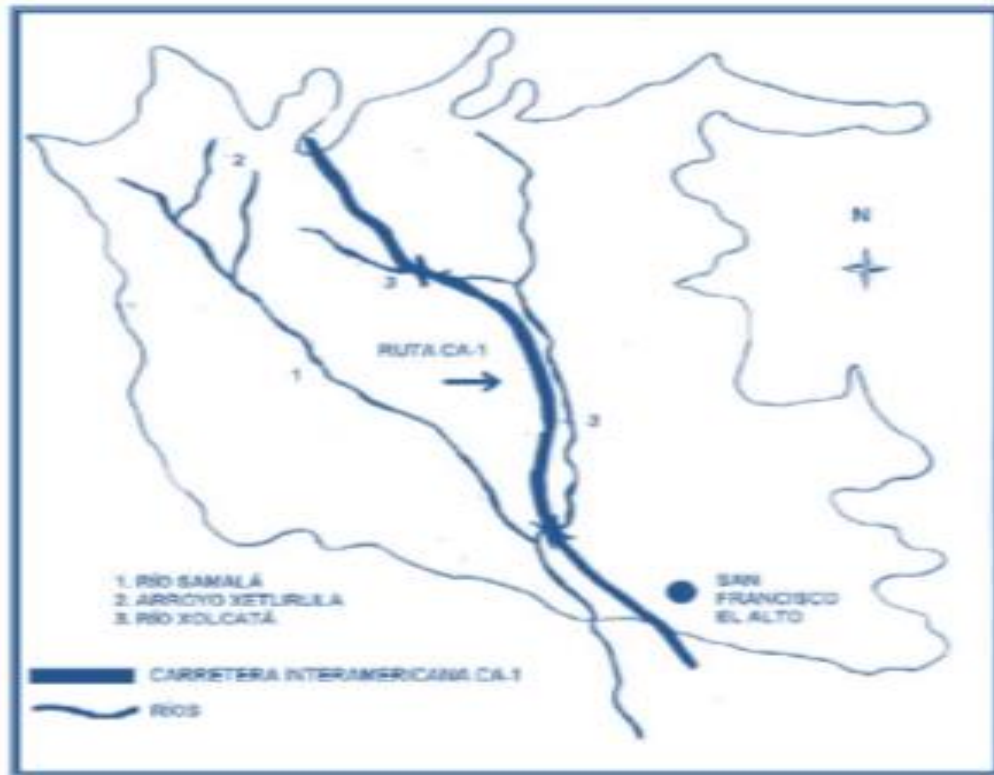 2
N
3
RUTA CA-1
1
3
1. RÍO SAMALÁ
2. ARROYO XETURULA
3. RÍO XOLCATÁ
SAN
FRANCISCO
EL ALTO
CARRETERA INTERAMERICANA CA-1
RÍOS